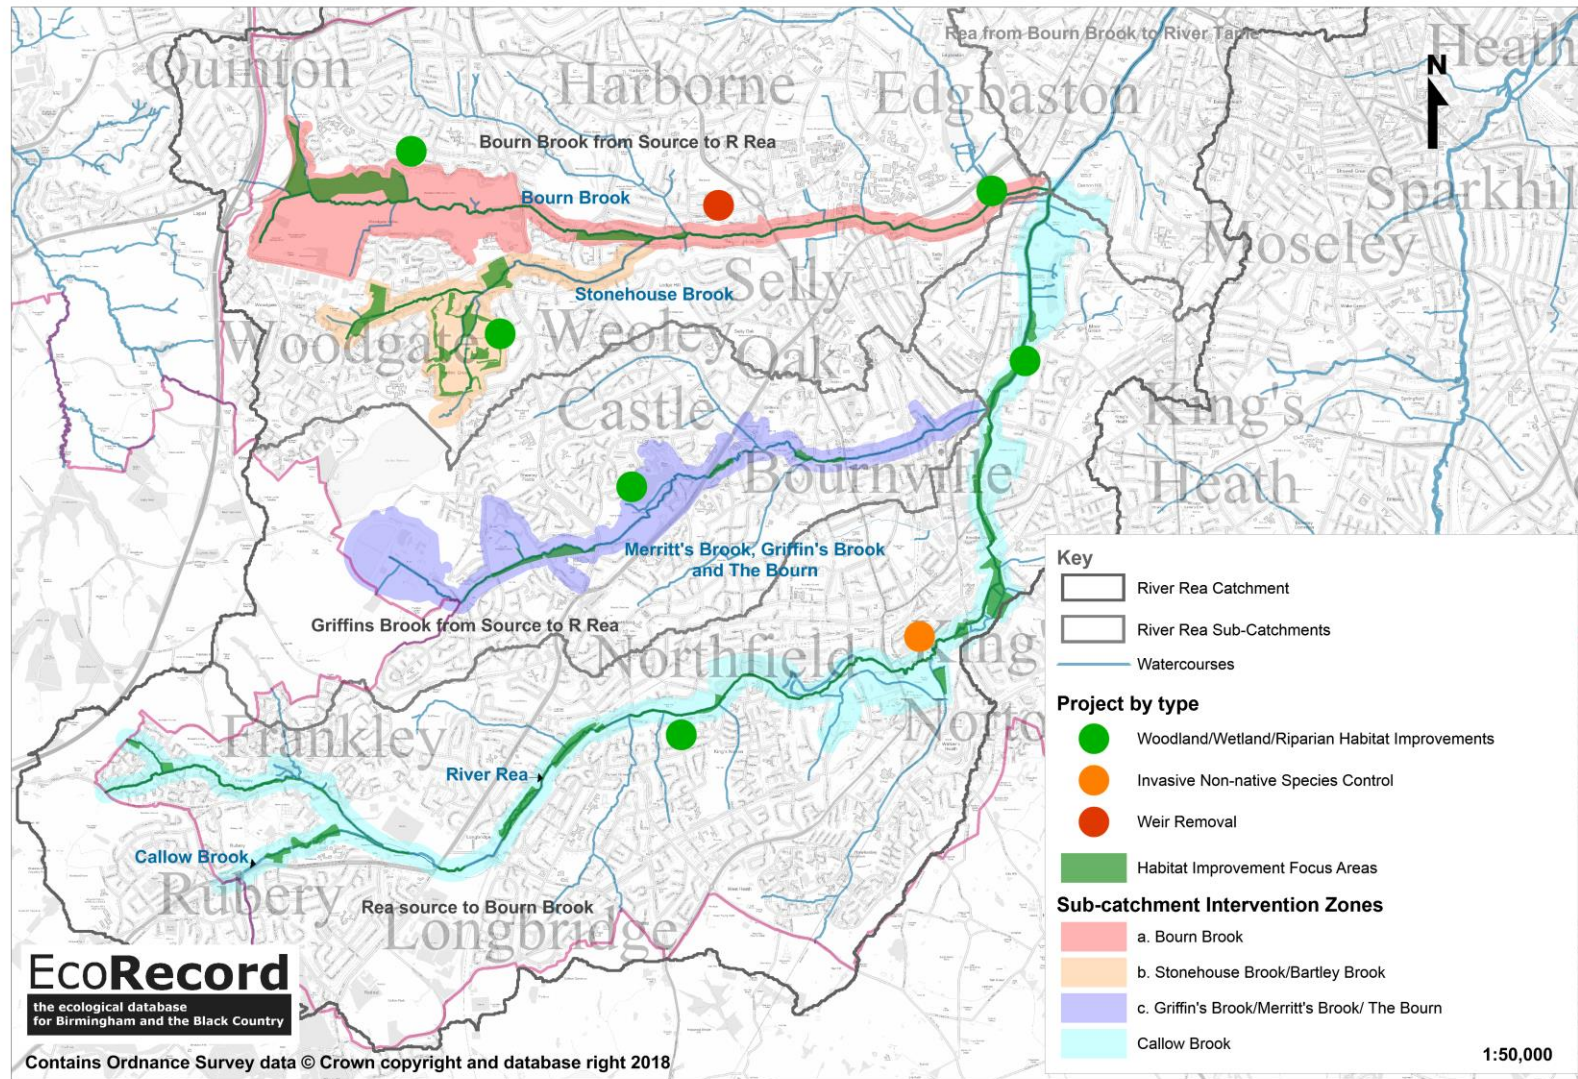 Rea from Bourn Brook to River Tame
Heath
N
Quinton
Harborne
Edgbaston
Bourn Brook from Source to R Rea
Bourn Brook
Sparkhil
Moseley
Selly
Oak
Stonehouse Brook
Woodgate
Weoley
Castle
King's
Heath
Bournville
Merritt's Brook, Griffin's Brook
and The Bourn
Griffins Brook from Source to R Rea
Northfield
King'
Norto
Frankley
River Rea
Callow Brook
Rubery
Rea source to Bourn Brook
Longbridge
Key
River Rea Catchment
River Rea Sub-Catchments
Watercourses
Project by type
Woodland/Wetland/Riparian Habitat Improvements
Invasive Non-native Species Control
Weir Removal
Habitat Improvement Focus Areas
Sub-catchment Intervention Zones
a. Bourn Brook
b. Stonehouse Brook/Bartley Brook
c. Griffin's Brook/Merritt's Brook/ The Bourn
Callow Brook
1:50,000
EcoRecord
the ecological database
for Birmingham and the Black Country
Contains Ordnance Survey data © Crown copyright and database right 2018